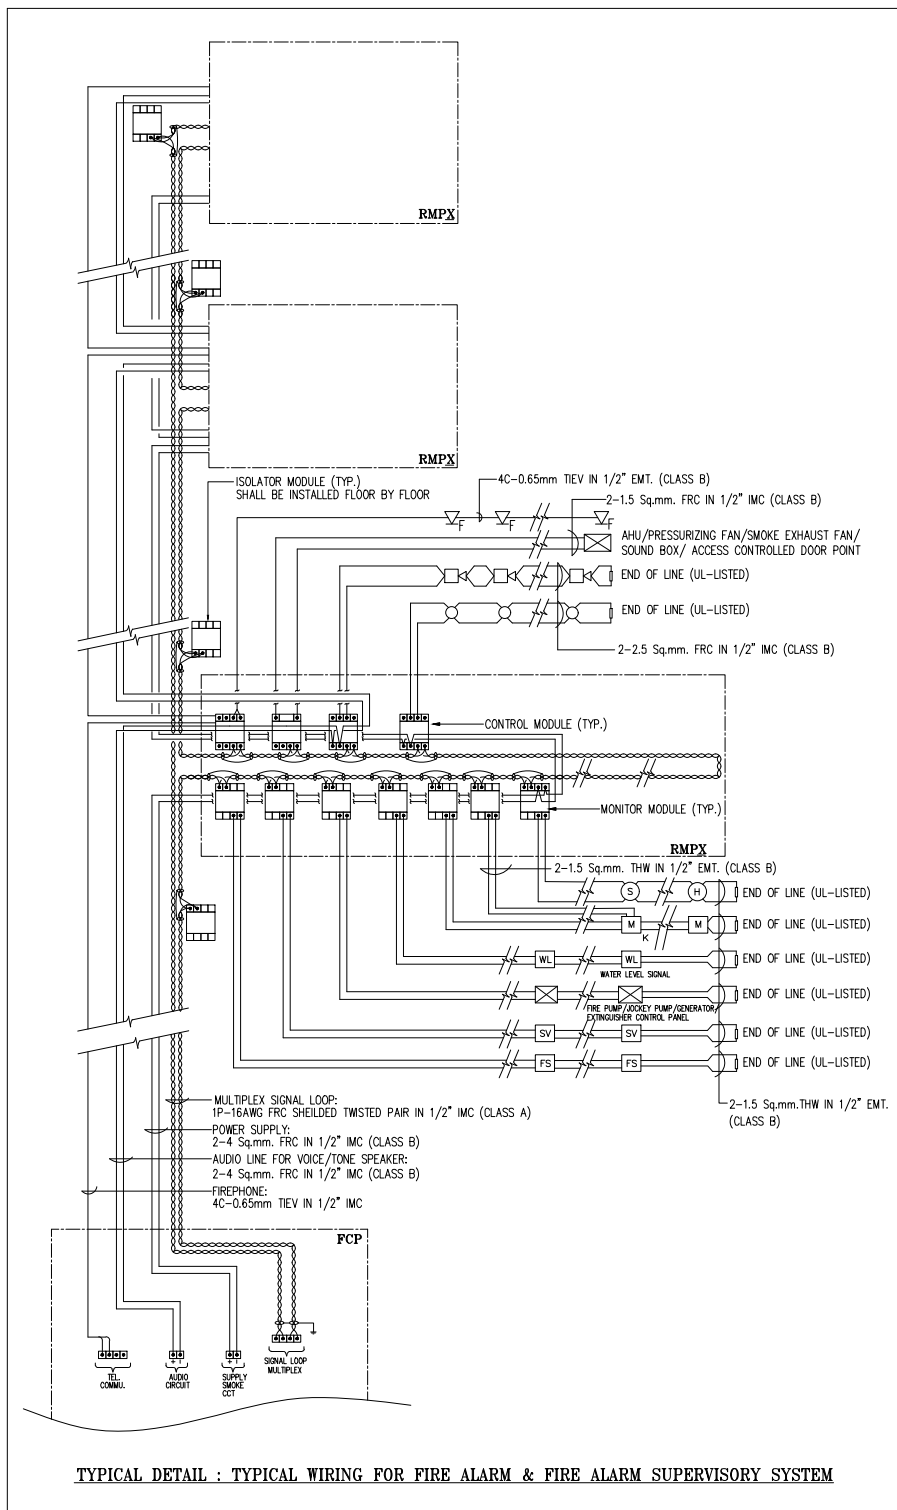 RMPX
RMPX
ISOLATOR MODULE (TYP.)
SHALL BE INSTALLED FLOOR BY FLOOR
4C-0.65mm TIEV IN 1/2" EMT. (CLASS B)
2-1.5 Sq.mm. FRC IN 1/2" IMC (CLASS B)
F F F
AHU/PRESSURIZING FAN/SMOKE EXHAUST FAN/
SOUND BOX/ ACCESS CONTROLLED DOOR POINT
END OF LINE (UL-LISTED)
END OF LINE (UL-LISTED)
2-2.5 Sq.mm. FRC IN 1/2" IMC (CLASS B)
CONTROL MODULE (TYP.)
MONITOR MODULE (TYP.)
RMPX
2-1.5 Sq.mm. THW IN 1/2" EMT. (CLASS B)
S H END OF LINE (UL-LISTED)
M M END OF LINE (UL-LISTED)
K
WL WL END OF LINE (UL-LISTED)
WATER LEVEL SIGNAL
END OF LINE (UL-LISTED)
FIRE PUMP/JOCKEY PUMP/GENERATOR/
EXTINGUISHER CONTROL PANEL
SV SV END OF LINE (UL-LISTED)
FS FS END OF LINE (UL-LISTED)
2-1.5 Sq.mm.THW IN 1/2" EMT.
(CLASS B)
MULTIPLEX SIGNAL LOOP:
1P-16AWG FRC SHEILDED TWISTED PAIR IN 1/2" IMC (CLASS A)
POWER SUPPLY:
2-4 Sq.mm. FRC IN 1/2" IMC (CLASS B)
AUDIO LINE FOR VOICE/TONE SPEAKER:
2-4 Sq.mm. FRC IN 1/2" IMC (CLASS B)
FIREPHONE:
4C-0.65mm TIEV IN 1/2" IMC
FCP
+ -
+ -
TEL.
COMMU.
AUDIO
CIRCUIT
SUPPLY
SMOKE
CCT
SIGNAL LOOP
MULTIPLEX
TYPICAL DETAIL : TYPICAL WIRING FOR FIRE ALARM & FIRE ALARM SUPERVISORY SYSTEM